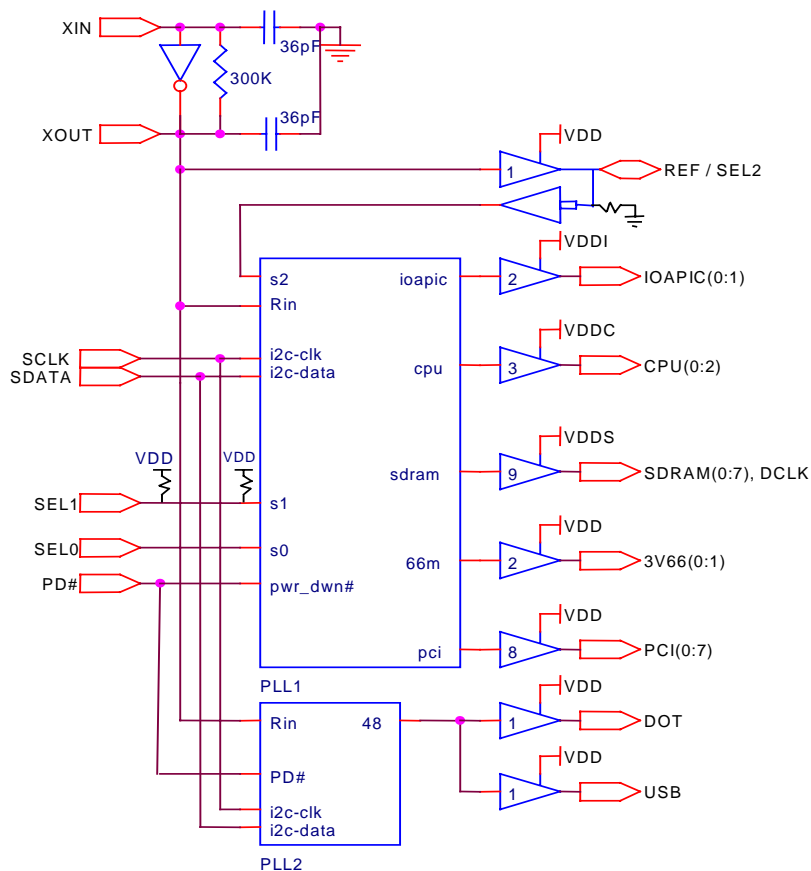 XIN
36pF
300K
XOUT
36pF
VDD
1
REF / SEL2
VDDI
s2
ioapic
2
IOAPIC(0:1)
Rin
VDDC
SCLK
i2c-clk
SDATA
i2c-data
cpu
3
CPU(0:2)
VDDS
VDD
VDD
sdram
9
SDRAM(0:7), DCLK
SEL1
s1
VDD
SEL0
s0
66m
2
3V66(0:1)
PD#
pwr_dwn#
VDD
pci
8
PCI(0:7)
PLL1
VDD
Rin
48
1
DOT
VDD
PD#
1
USB
i2c-clk
i2c-data
PLL2